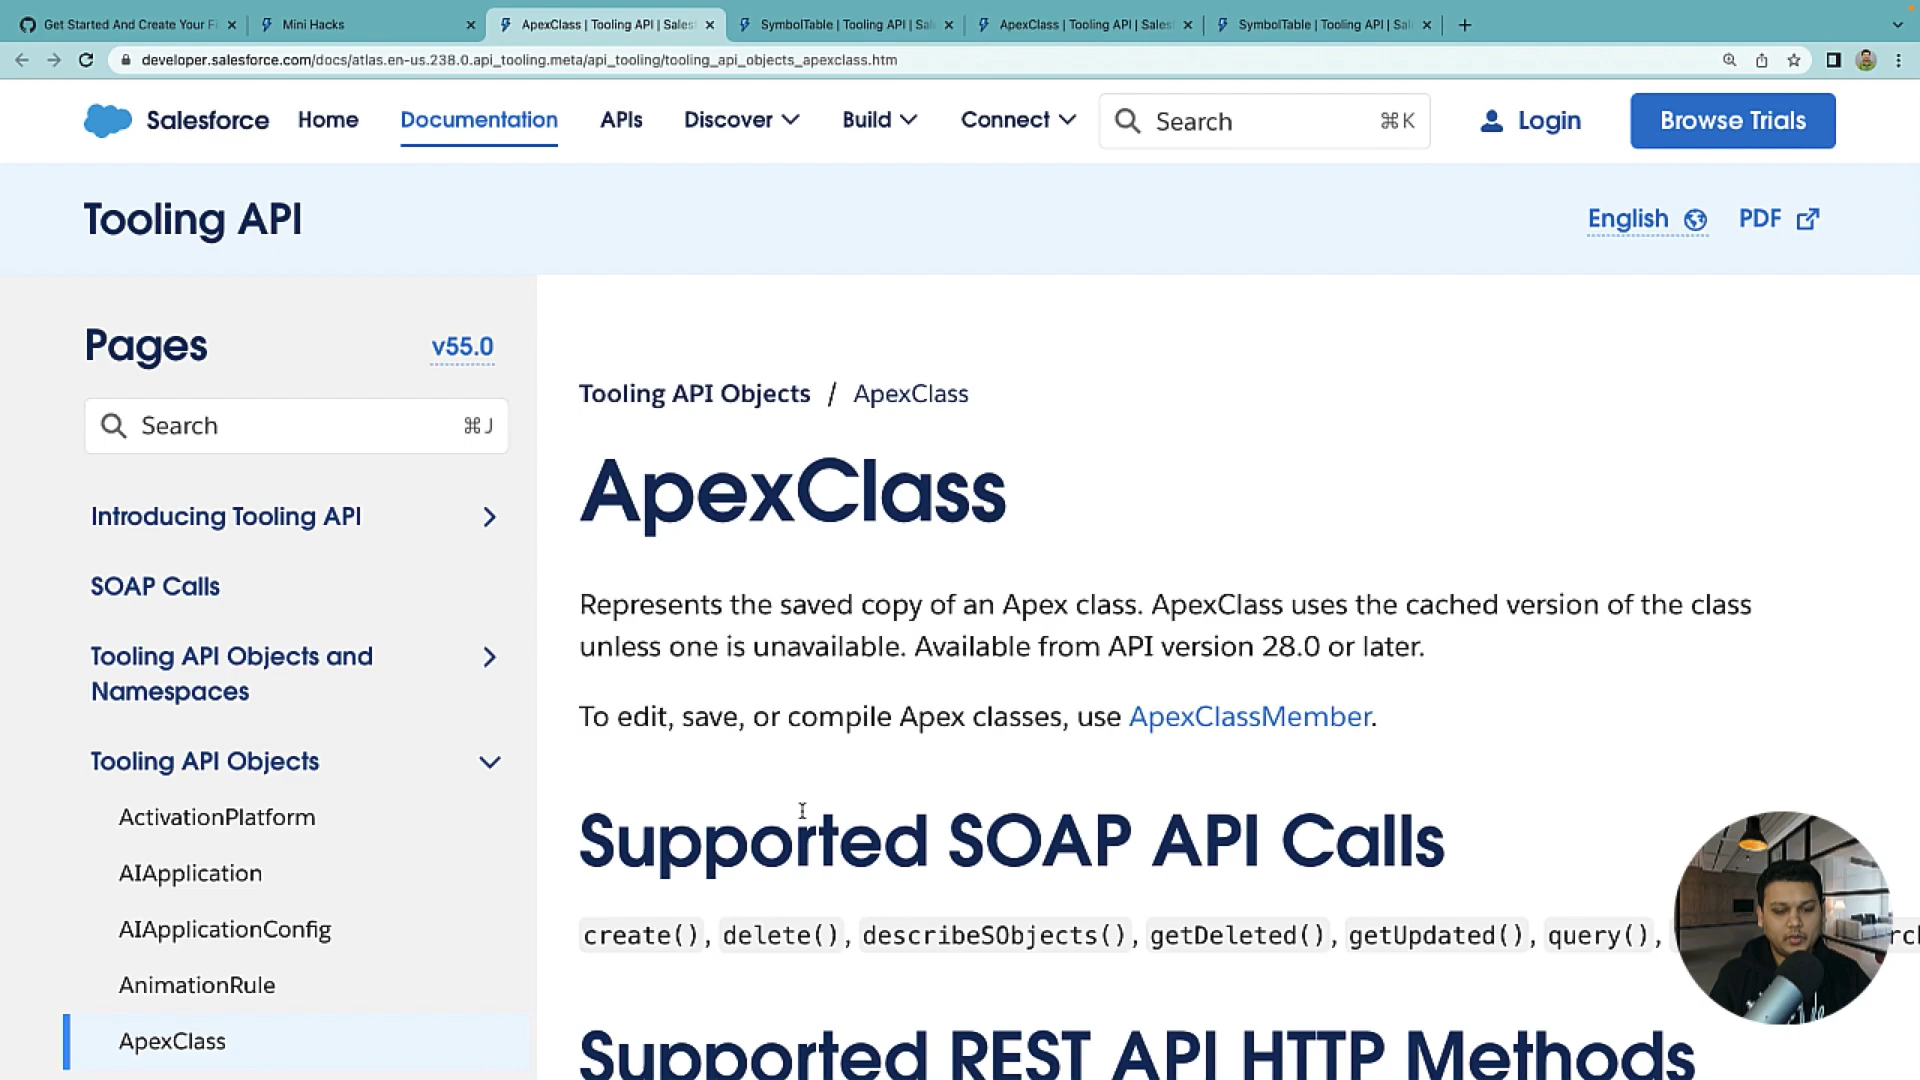 Get Started And Create Your Fi
Mini Hacks
ApexClass | Tooling API | Salesf
SymbolTable | Tooling API | Sal
ApexClass | Tooling API | Salesf
SymbolTable | Tooling API | Sal
developer.salesforce.com/docs/atlas.en-us.238.0.api_tooling.meta/api_tooling/tooling_api_objects_apexclass.htm
Salesforce Home Documentation APIs Discover Build Connect Search ⌘K Login Browse Trials
Tooling API
English PDF
Pages v55.0
Search ⌘J
Introducing Tooling API
SOAP Calls
Tooling API Objects and
Namespaces
Tooling API Objects
ActivationPlatform
AIApplication
AIApplicationConfig
AnimationRule
ApexClass
Tooling API Objects / ApexClass
ApexClass
Represents the saved copy of an Apex class. ApexClass uses the cached version of the class
unless one is unavailable. Available from API version 28.0 or later.
To edit, save, or compile Apex classes, use ApexClassMember.
Supported SOAP API Calls
create(), delete(), describeSObjects(), getDeleted(), getUpdated(), query(),
Supported REST API HTTP Methods